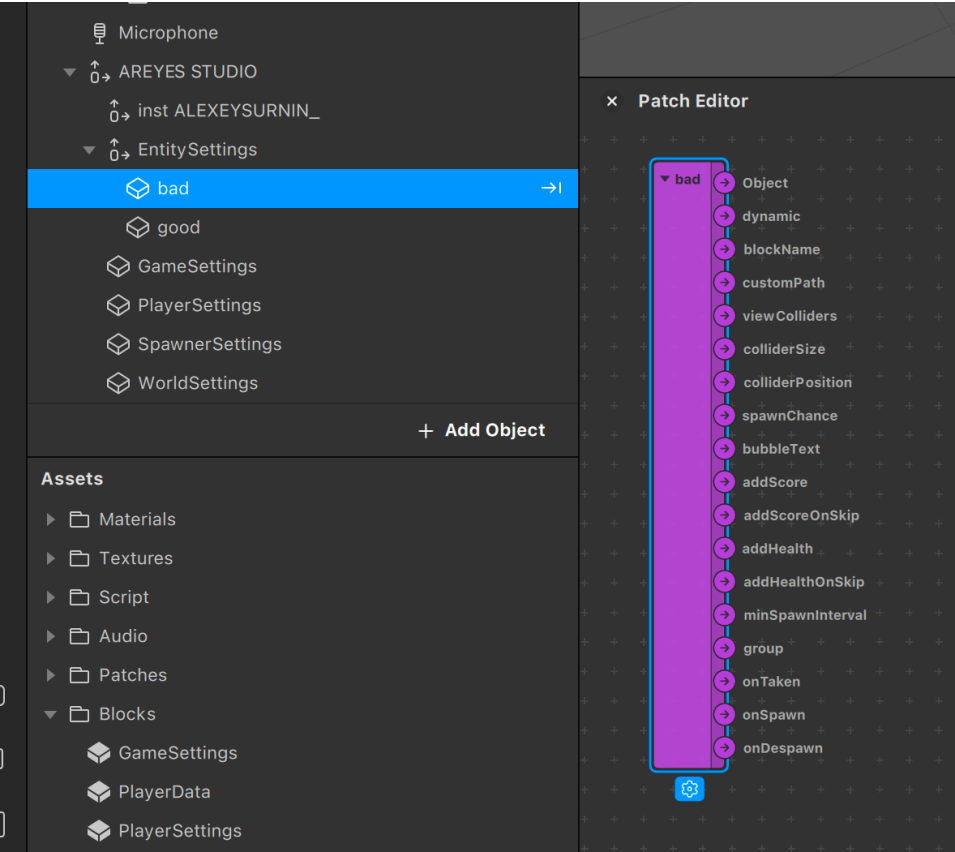 Microphone
AREYES STUDIO
inst ALEXEYSURNIN_
EntitySettings
bad
good
GameSettings
PlayerSettings
SpawnerSettings
WorldSettings
+ Add Object
Assets
Materials
Textures
Script
Audio
Patches
Blocks
GameSettings
PlayerData
PlayerSettings
Patch Editor
bad
Object
dynamic
blockName
customPath
viewColliders
colliderSize
colliderPosition
spawnChance
bubbleText
addScore
addScoreOnSkip
addHealth
addHealthOnSkip
minSpawnInterval
group
onTaken
onSpawn
onDespawn